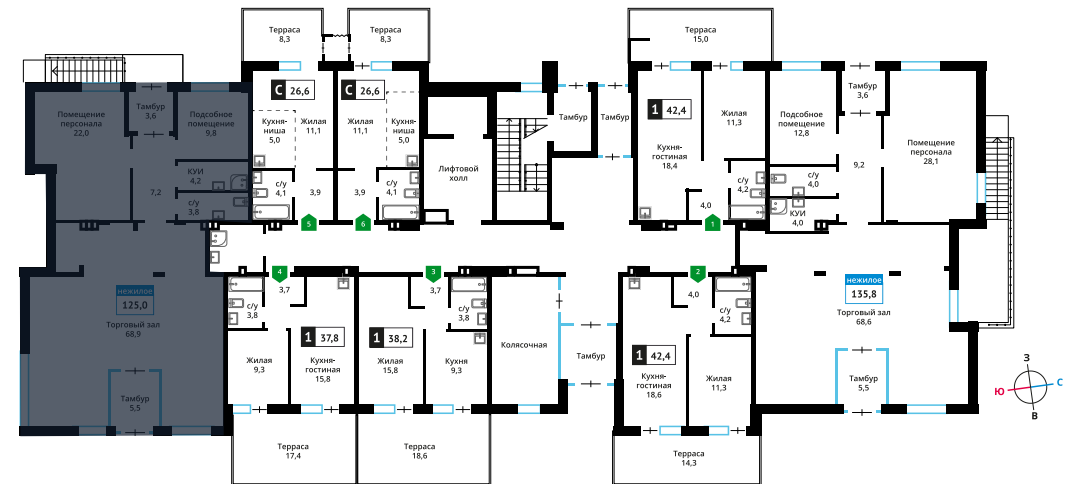 Терраса
8,3
Терраса
8,3
Терраса
15,0
Помещение
персонала
22,0
Тамбур
3,6
Подсобное
помещение
9,8
С 26,6
Кухня-
ниша
5,0
Жилая
11,1
С 26,6
Жилая
11,1
Кухня-
ниша
5,0
Лифтовой
холл
Тамбур
Тамбур
1 42,4
Кухня-
гостиная
18,4
Жилая
11,3
Подсобное
помещение
12,8
Тамбур
3,6
Помещение
персонала
28,1
7,2
КУИ
4,2
с/у
3,8
с/у
4,1
3,9
3,9
с/у
4,1
с/у
4,2
4,0
с/у
4,0
КУИ
4,0
9,2
5
6
1
4
3
2
нежилое
125,0
Торговый зал
68,9
Тамбур
5,5
с/у
3,8
3,7
1 37,8
Жилая
9,3
Кухня-
гостиная
15,8
1 38,2
Жилая
15,8
3,7
с/у
3,8
Кухня
9,3
Колясочная
Тамбур
4,0
с/у
4,2
1 42,4
Кухня-
гостиная
18,6
Жилая
11,3
нежилое
135,8
Торговый зал
68,6
Тамбур
5,5
Терраса
17,4
Терраса
18,6
Терраса
14,3
З
Ю
С
В